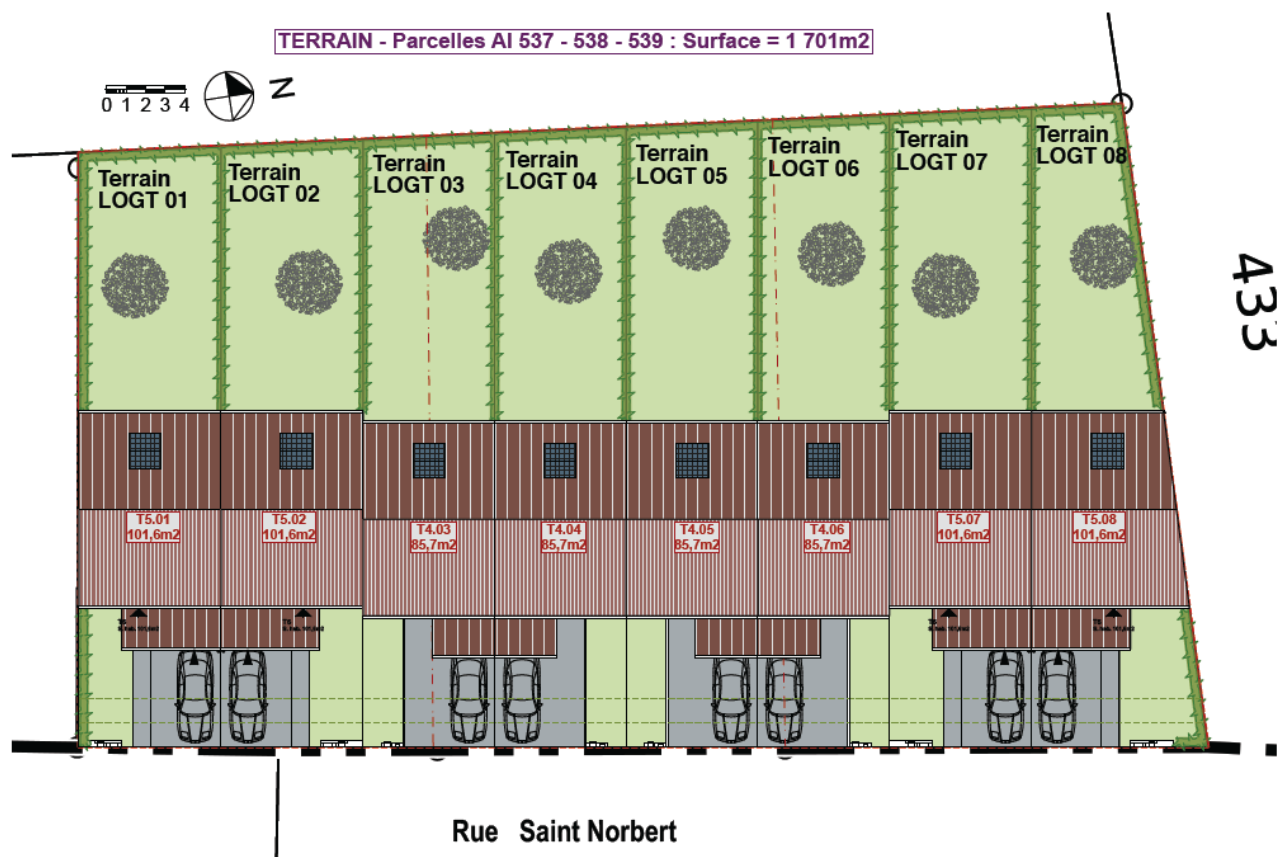 TERRAIN - Parcelles AI 537 - 538 - 539 : Surface = 1 701m2
N
0 1 2 3 4
Terrain
LOGT 01
Terrain
LOGT 02
Terrain
LOGT 03
Terrain
LOGT 04
Terrain
LOGT 05
Terrain
LOGT 06
Terrain
LOGT 07
Terrain
LOGT 08
433
T5.01
101,6m2
T5.02
101,6m2
T4.03
85,7m2
T4.04
85,7m2
T4.05
85,7m2
T4.06
85,7m2
T5.07
101,6m2
T5.08
101,6m2
Rue Saint Norbert